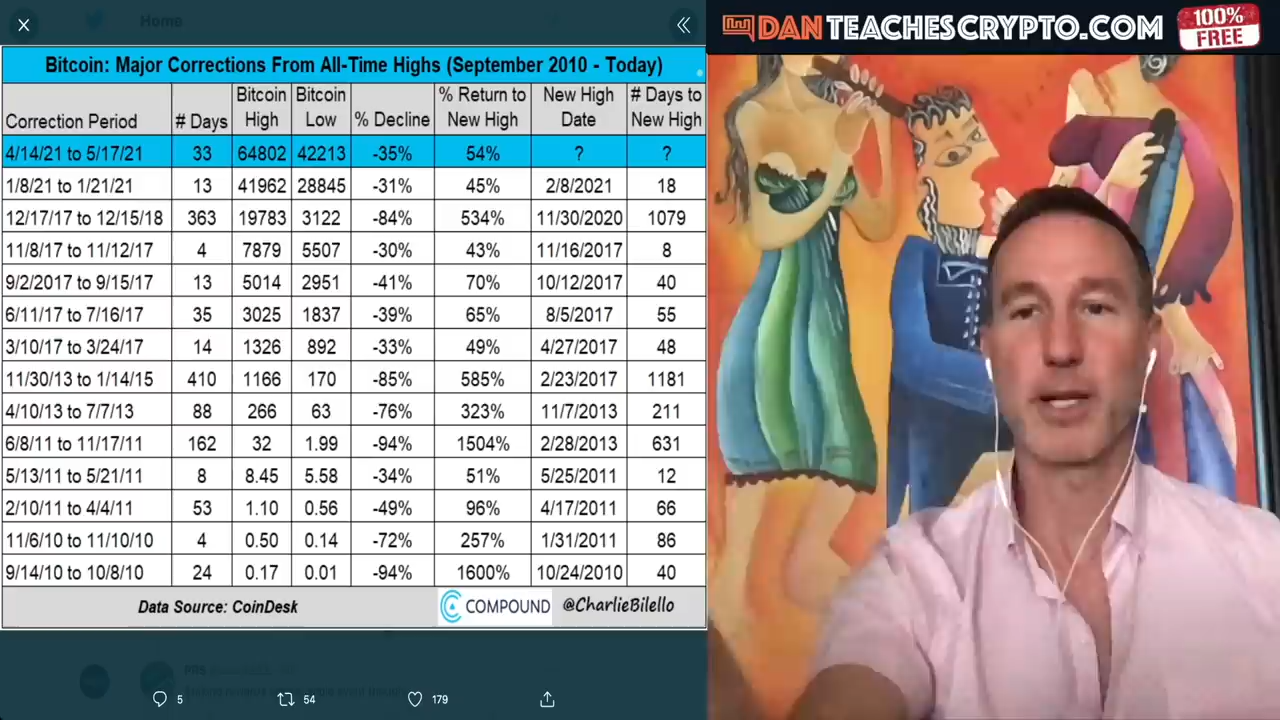 Home
DANTEACHESCRYPTO.COM
100% FREE
Bitcoin: Major Corrections From All-Time Highs (September 2010 - Today)
Correction Period # Days Bitcoin High Bitcoin Low % Decline % Return to New High New High Date # Days to New High
4/14/21 to 5/17/21 33 64802 42213 -35% 54% ? ?
1/8/21 to 1/21/21 13 41962 28845 -31% 45% 2/8/2021 18
12/17/17 to 12/15/18 363 19783 3122 -84% 534% 11/30/2020 1079
11/8/17 to 11/12/17 4 7879 5507 -30% 43% 11/16/2017 8
9/2/2017 to 9/15/17 13 5014 2951 -41% 70% 10/12/2017 40
6/11/17 to 7/16/17 35 3025 1837 -39% 65% 8/5/2017 55
3/10/17 to 3/24/17 14 1326 892 -33% 49% 4/27/2017 48
11/30/13 to 1/14/15 410 1166 170 -85% 585% 2/23/2017 1181
4/10/13 to 7/7/13 88 266 63 -76% 323% 11/7/2013 211
6/8/11 to 11/17/11 162 32 1.99 -94% 1504% 2/28/2013 631
5/13/11 to 5/21/11 8 8.45 5.58 -34% 51% 5/25/2011 12
2/10/11 to 4/4/11 53 1.10 0.56 -49% 96% 4/17/2011 66
11/6/10 to 11/10/10 4 0.50 0.14 -72% 257% 1/31/2011 86
9/14/10 to 10/8/10 24 0.17 0.01 -94% 1600% 10/24/2010 40
Data Source: CoinDesk COMPOUND @CharlieBilello
5 54 179